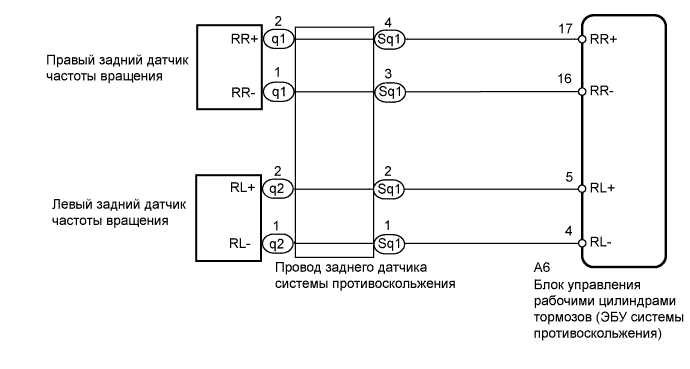 2
4
17
RR+
q1
Sq1
RR+
Правый задний датчик
частоты вращения
1
3
16
RR-
q1
Sq1
RR-
2
2
5
RL+
q2
Sq1
RL+
Левый задний датчик
частоты вращения
1
1
4
RL-
q2
Sq1
RL-
Провод заднего датчика
системы противоскольжения
A6
Блок управления
рабочими цилиндрами
тормозов (ЭБУ системы
противоскольжения)